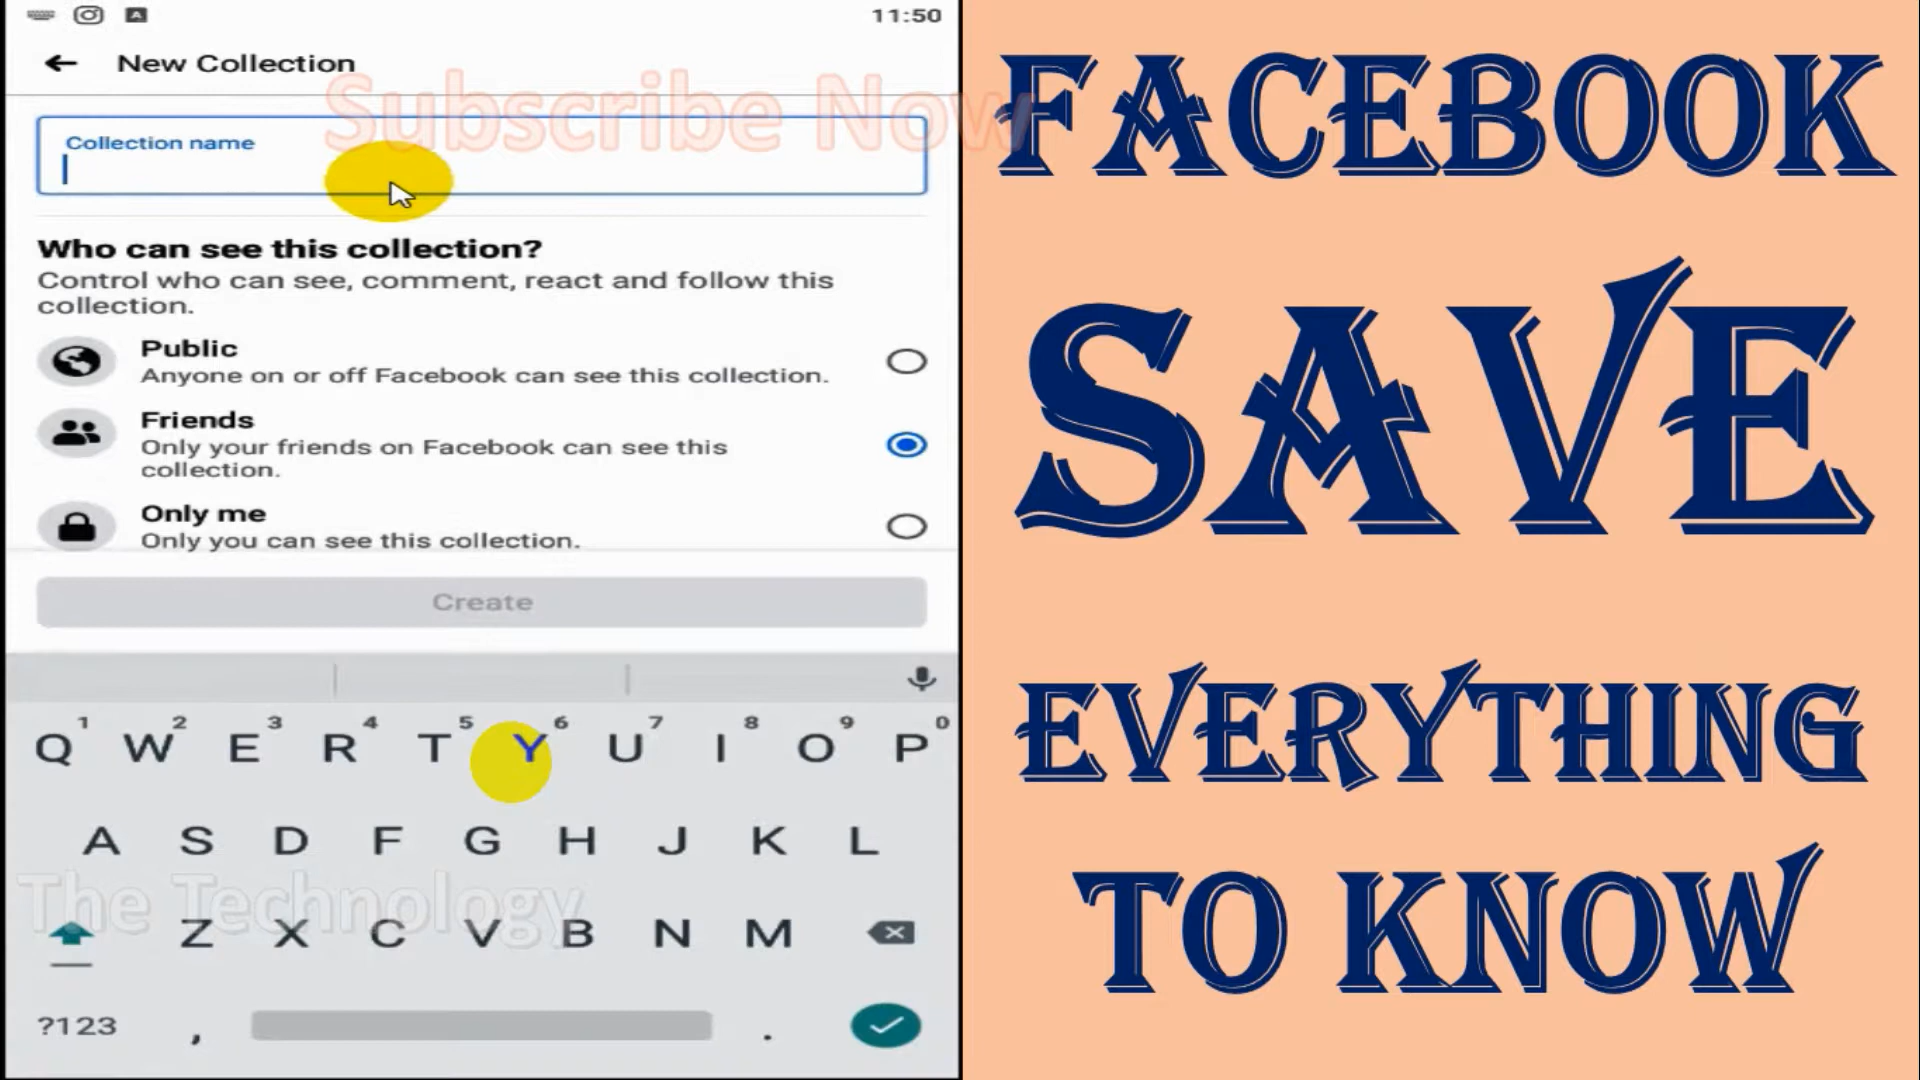 11:50
New Collection
Subscribe Now
Collection name
Who can see this collection?
Control who can see, comment, react and follow this
collection.
Public
Anyone on or off Facebook can see this collection.
Friends
Only your friends on Facebook can see this
collection.
Only me
Only you can see this collection.
Create
1 2 3 4 5 6 7 8 9 0
Q W E R T Y U I O P
A S D F G H J K L
The Technology
Z X C V B N M
?123 , .
FACEBOOK
SAVE
EVERYTHING
TO KNOW